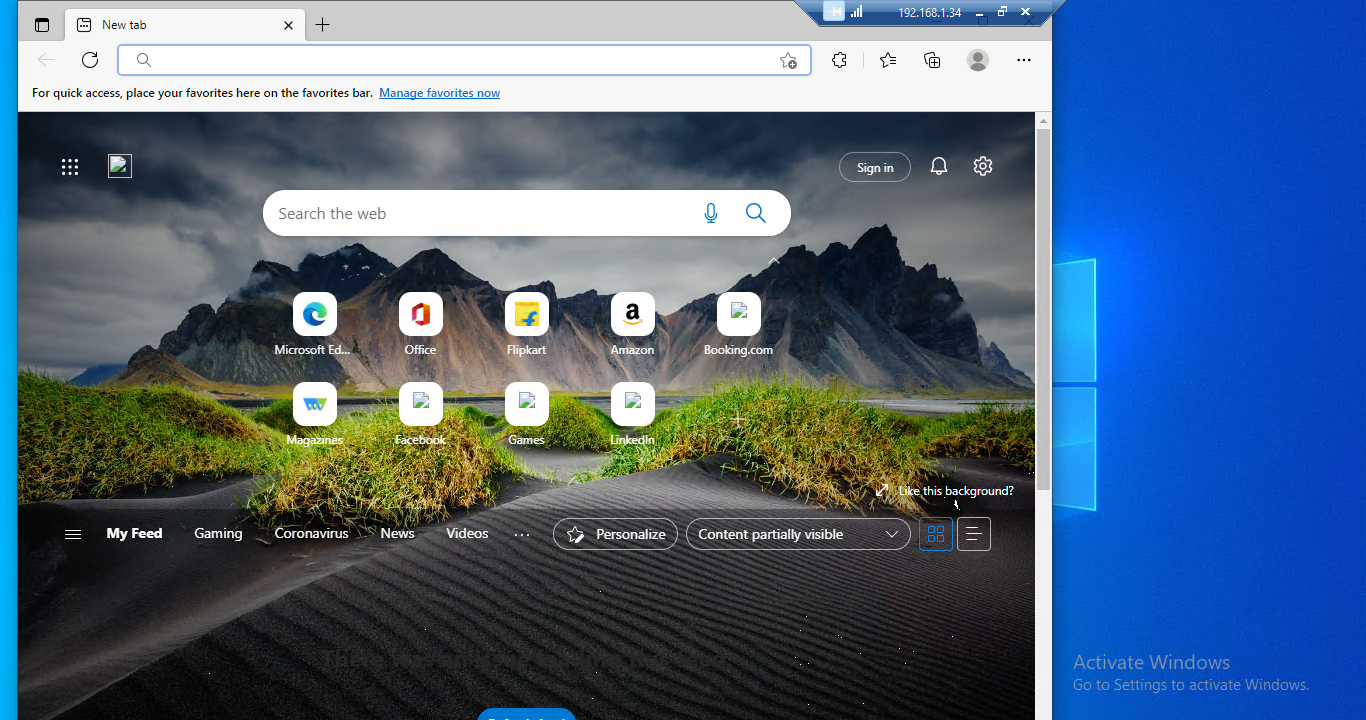 New tab
192.168.1.34
For quick access, place your favorites here on the favorites bar. Manage favorites now
Sign in
Search the web
Microsoft Ed... Office Flipkart Amazon Booking.com
Magazines Facebook Games LinkedIn
Like this background?
My Feed Gaming Coronavirus News Videos ... Personalize Content partially visible
Activate Windows
Go to Settings to activate Windows.